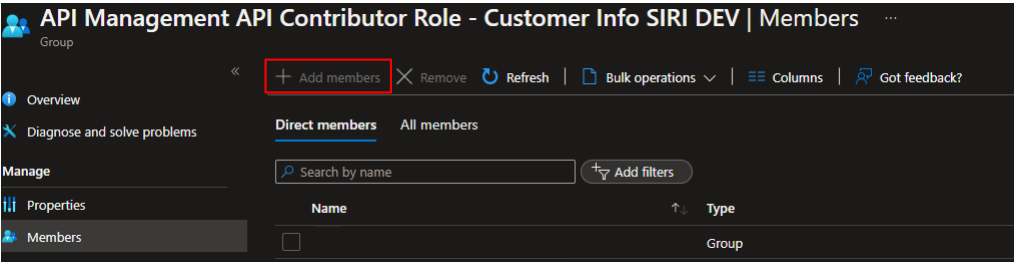 API Management API Contributor Role - Customer Info SIRI DEV | Members ...
Group
«
+ Add members Remove Refresh | Bulk operations | Columns | Got feedback?
Overview
Diagnose and solve problems
Manage
Properties
Members
Direct members All members
Search by name Add filters
Name ↑↓ Type
Group